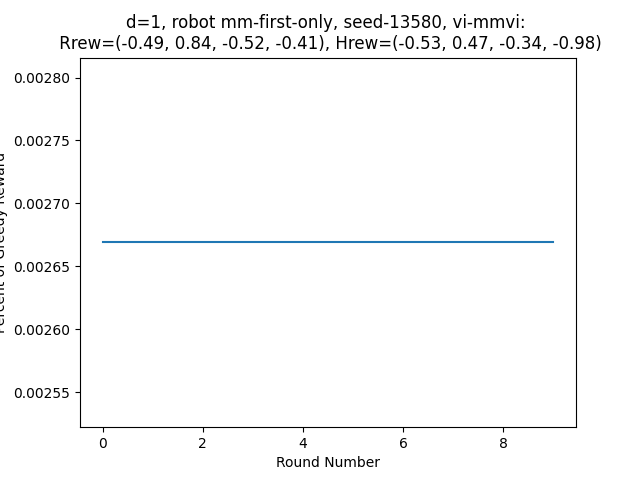 d=1, robot mm-first-only, seed-13580, vi-mmvi:
Rrew=(-0.49, 0.84, -0.52, -0.41), Hrew=(-0.53, 0.47, -0.34, -0.98)
Percent of Greedy Reward
0.00280
0.00275
0.00270
0.00265
0.00260
0.00255
0 2 4 6 8
Round Number